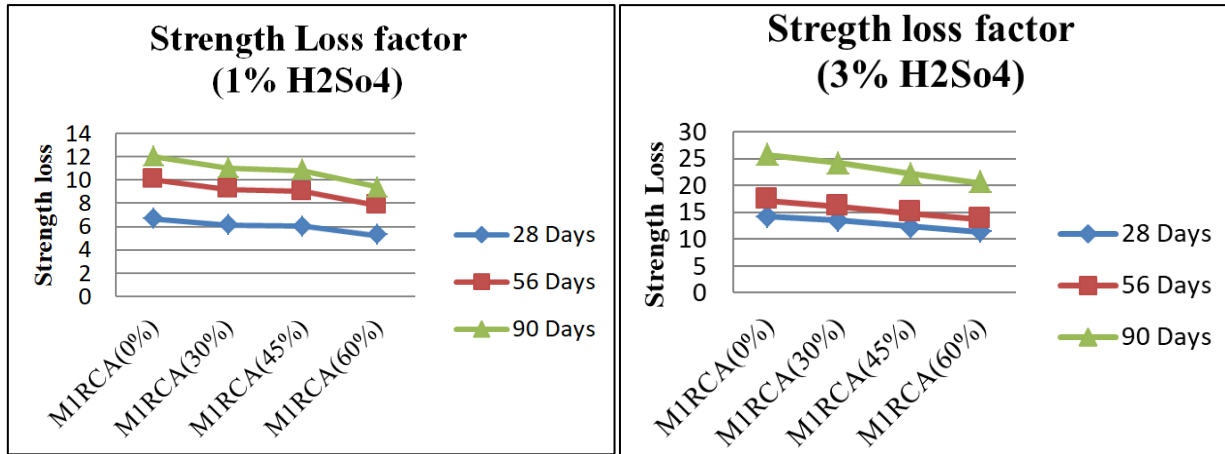 Strength Loss factor
(1% H2So4)
Strength loss
14
12
10
8
6
4
2
0
M1RCA(0%)
M1RCA(30%)
M1RCA(45%)
M1RCA(60%)
28 Days
56 Days
90 Days
Stregth loss factor
(3% H2So4)
Strength Loss
30
25
20
15
10
5
0
M1RCA(0%)
M1RCA(30%)
M1RCA(45%)
M1RCA(60%)
28 Days
56 Days
90 Days